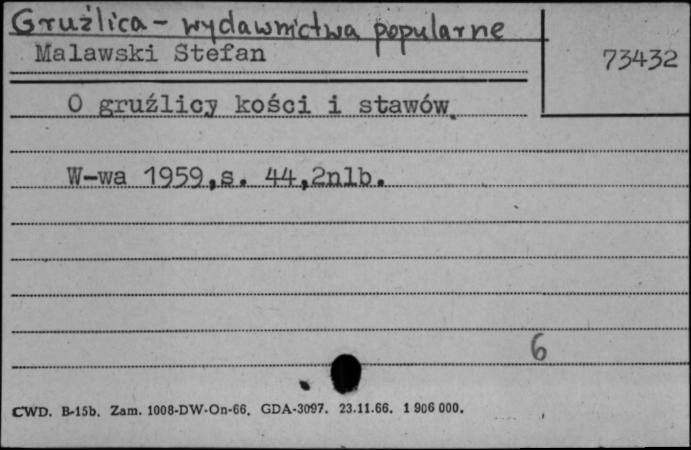 Gruźlica - wydawnictwa popularne
Malawski Stefan
73432
O gruźlicy kości i stawów.
W-wa 1959,s. 44,2nlb.
6
CWD. B-15b. Zam. 1008-DW-On-66. GDA-3097. 23.11.66. 1 906 000.